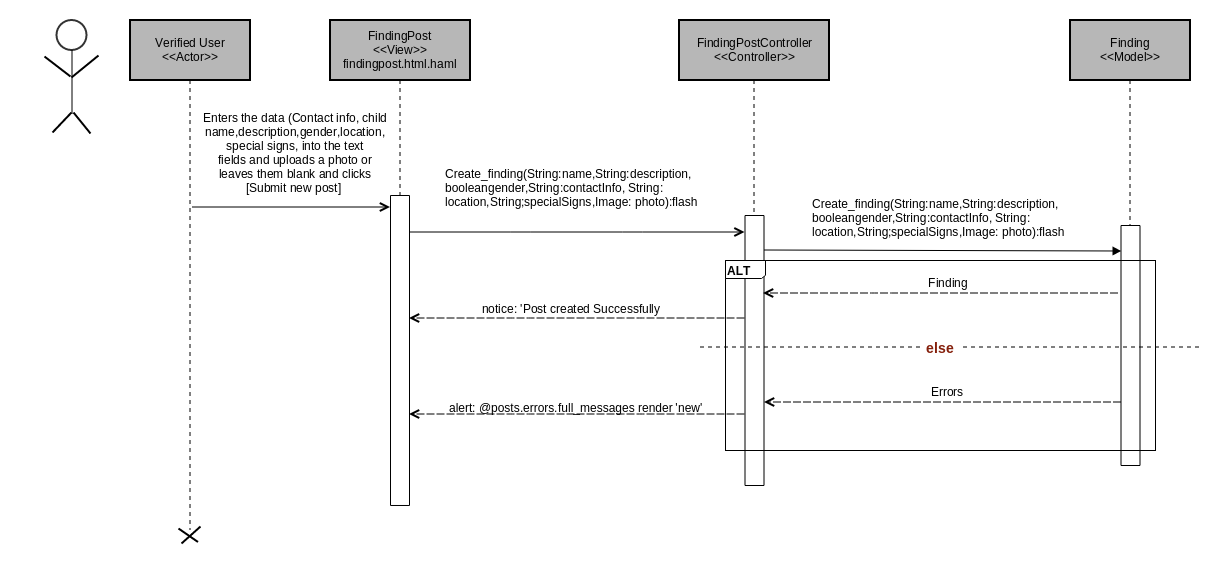 Verified User
<<Actor>>
FindingPost
<<View>>
findingpost.html.haml
FindingPostController
<<Controller>>
Finding
<<Model>>
Enters the data (Contact info, child
name,description,gender,location,
special signs, into the text
fields and uploads a photo or
leaves them blank and clicks
[Submit new post]
Create_finding(String:name,String:description,
booleangender,String:contactInfo, String:
location,String;specialSigns,Image: photo):flash
Create_finding(String:name,String:description,
booleangender,String:contactInfo, String:
location,String;specialSigns,Image: photo):flash
ALT
Finding
notice: 'Post created Successfully
else
Errors
alert: @posts.errors.full_messages render 'new'